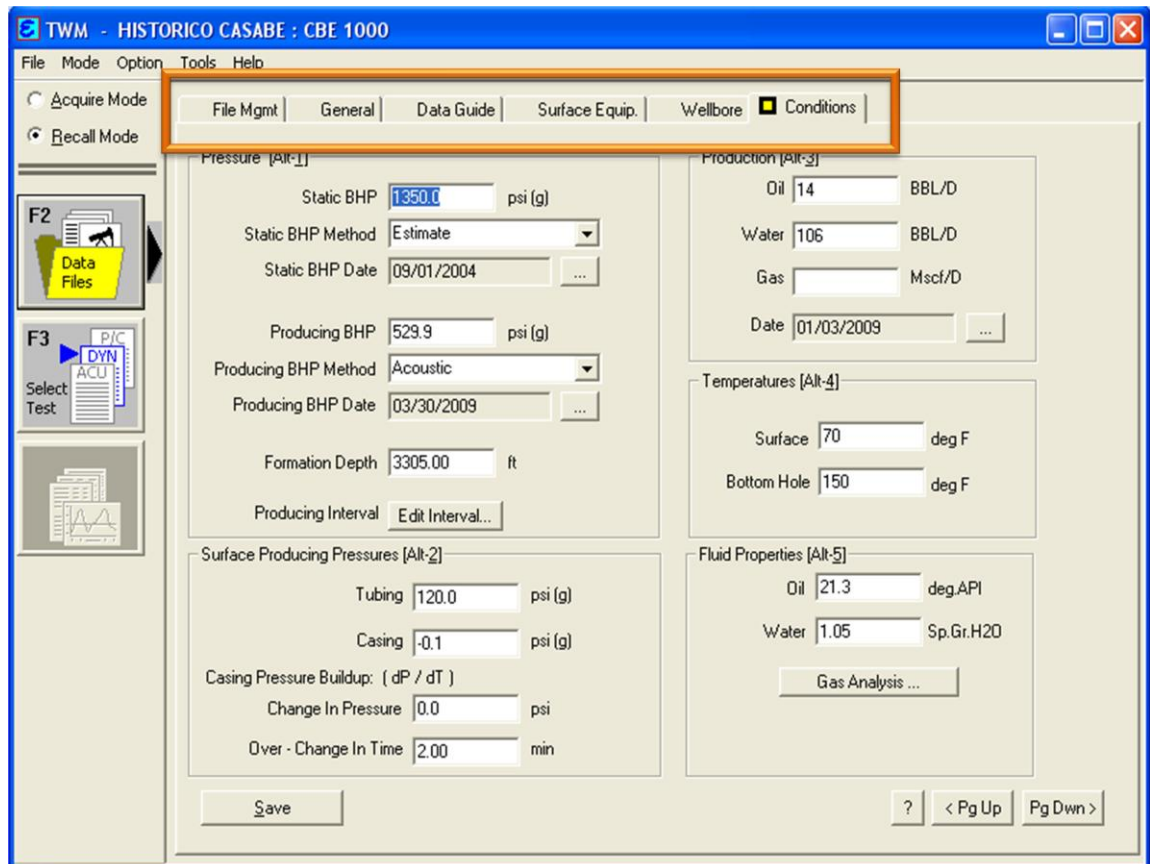 TWM - HISTORICO CASABE : CBE 1000
File Mode Option Tools Help
Acquire Mode
Recall Mode
F2
Data
Files
F3
P/C
DYN
ACU
Select
Test
File Mgmt General Data Guide Surface Equip. Wellbore Conditions
Pressure [Alt-1]
Static BHP 1350.0 psi (g)
Static BHP Method Estimate
Static BHP Date 09/01/2004 ...
Producing BHP 529.9 psi (g)
Producing BHP Method Acoustic
Producing BHP Date 03/30/2009 ...
Formation Depth 3305.00 ft
Producing Interval Edit Interval...
Surface Producing Pressures [Alt-2]
Tubing 120.0 psi (g)
Casing -0.1 psi (g)
Casing Pressure Buildup: ( dP / dT )
Change In Pressure 0.0 psi
Over - Change In Time 2.00 min
Production [Alt-3]
Oil 14 BBL/D
Water 106 BBL/D
Gas Mscf/D
Date 01/03/2009 ...
Temperatures [Alt-4]
Surface 70 deg F
Bottom Hole 150 deg F
Fluid Properties [Alt-5]
Oil 21.3 deg.API
Water 1.05 Sp.Gr.H2O
Gas Analysis ...
Save
? < Pg Up Pg Dwn >